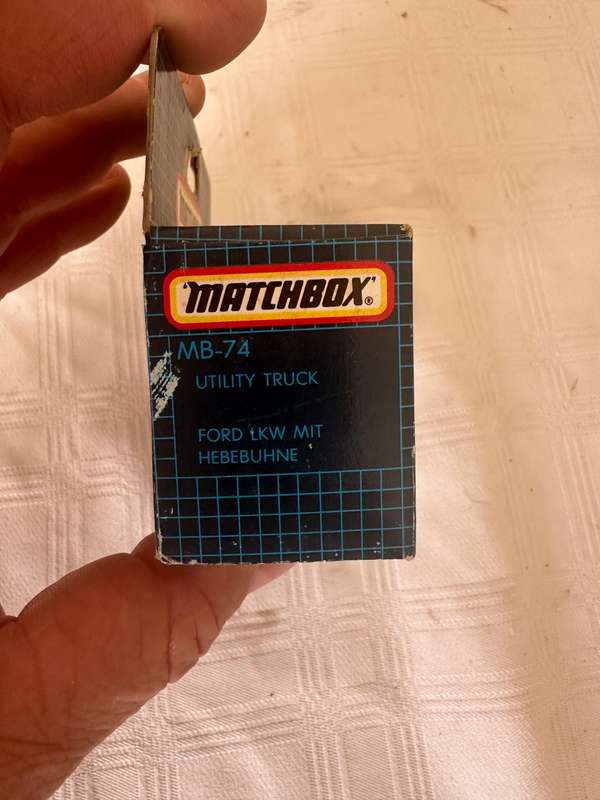 "MATCHBOX"®
MB-74
UTILITY TRUCK
FORD LKW MIT
HEBEBUHNE